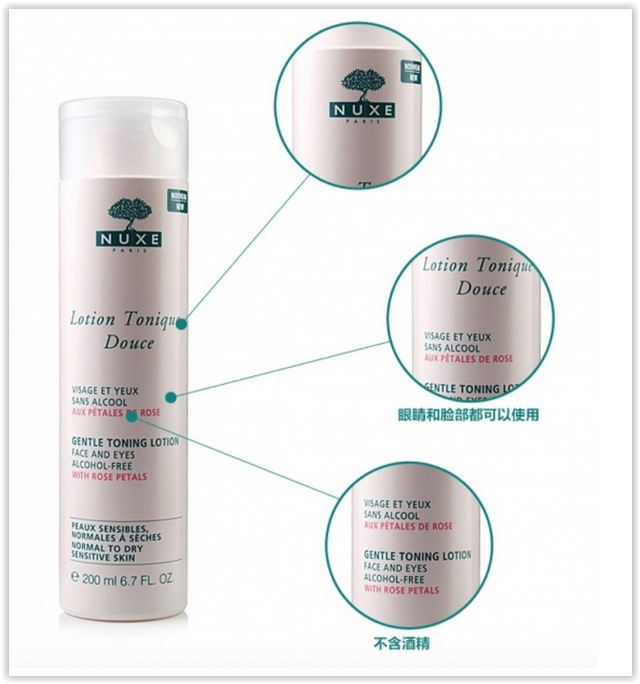 NOUVEAU
NEW
NUXE
PARIS
Lotion Tonique
Douce
VISAGE ET YEUX
SANS ALCOOL
AUX PÉTALES DE ROSE
GENTLE TONING LOTION
FACE AND EYES
ALCOHOL-FREE
WITH ROSE PETALS
PEAUX SENSIBLES,
NORMALES À SÈCHES
NORMAL TO DRY
SENSITIVE SKIN
e 200 ml 6.7 FL. OZ.
NOUVEAU
NEW
NUXE
PARIS
Lotion Tonique
Douce
VISAGE ET YEUX
SANS ALCOOL
AUX PÉTALES DE ROSE
GENTLE TONING LOT
眼睛和脸部都可以使用
VISAGE ET YEUX
SANS ALCOOL
AUX PÉTALES DE ROSE
GENTLE TONING LOTION
FACE AND EYES
ALCOHOL-FREE
WITH ROSE PETALS
不含酒精